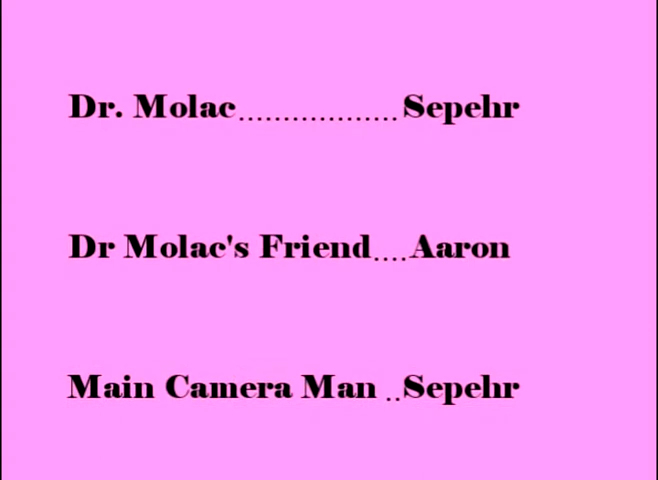 Dr. Molac..................Sepehr
Dr Molac's Friend....Aaron
Main Camera Man ..Sepehr